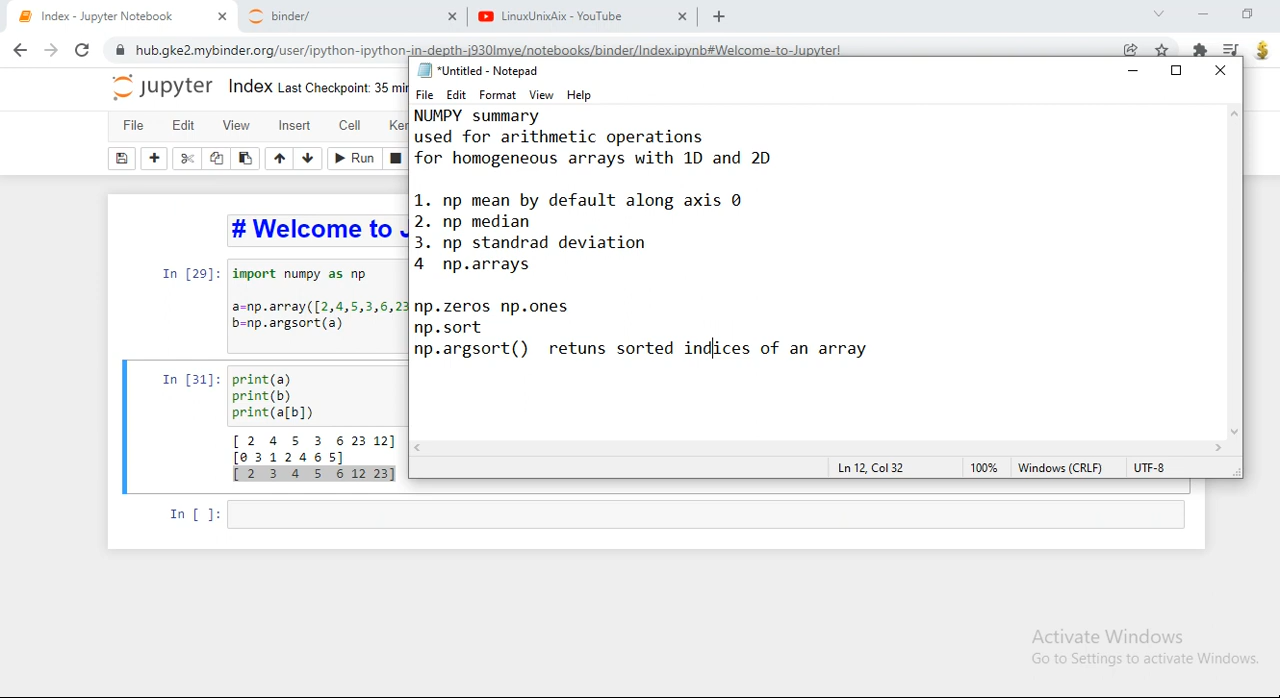 Index - Jupyter Notebook
binder/
LinuxUnixAix - YouTube
hub.gke2.mybinder.org/user/ipython-ipython-in-depth-j930lmye/notebooks/binder/Index.ipynb#Welcome-to-Jupyter!
jupyter Index Last Checkpoint: 35
File Edit View Insert Cell
Run
# Welcome to
In [29]: import numpy as np
a=np.array([2,4,5,3,6,23
b=np.argsort(a)
In [31]: print(a)
print(b)
print(a[b])
[ 2 4 5 3 6 23 12]
[0 3 1 2 4 6 5]
[ 2 3 4 5 6 12 23]
In [ ]:
*Untitled - Notepad
File Edit Format View Help
NUMPY summary
used for arithmetic operations
for homogeneous arrays with 1D and 2D
1. np mean by default along axis 0
2. np median
3. np standrad deviation
4 np.arrays
np.zeros np.ones
np.sort
np.argsort() retuns sorted indices of an array
Ln 12, Col 32 100% Windows (CRLF) UTF-8
Activate Windows
Go to Settings to activate Windows.